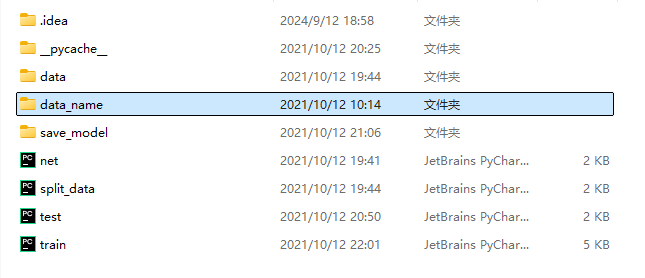 .idea 2024/9/12 18:58 文件夹
__pycache__ 2021/10/12 20:25 文件夹
data 2021/10/12 19:44 文件夹
data_name 2021/10/12 10:14 文件夹
save_model 2021/10/12 21:06 文件夹
net 2021/10/12 19:41 JetBrains PyChar... 2 KB
split_data 2021/10/12 19:44 JetBrains PyChar... 2 KB
test 2021/10/12 20:50 JetBrains PyChar... 2 KB
train 2021/10/12 22:01 JetBrains PyChar... 5 KB